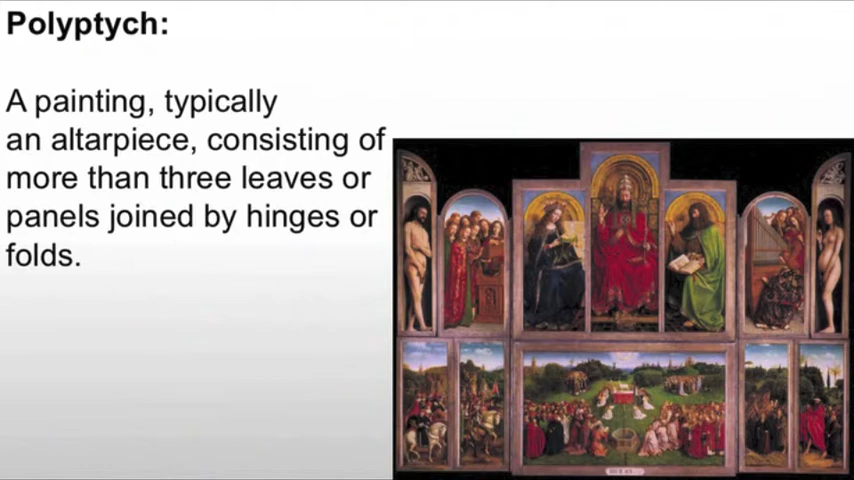 Polyptych:
A painting, typically
an altarpiece, consisting of
more than three leaves or
panels joined by hinges or
folds.